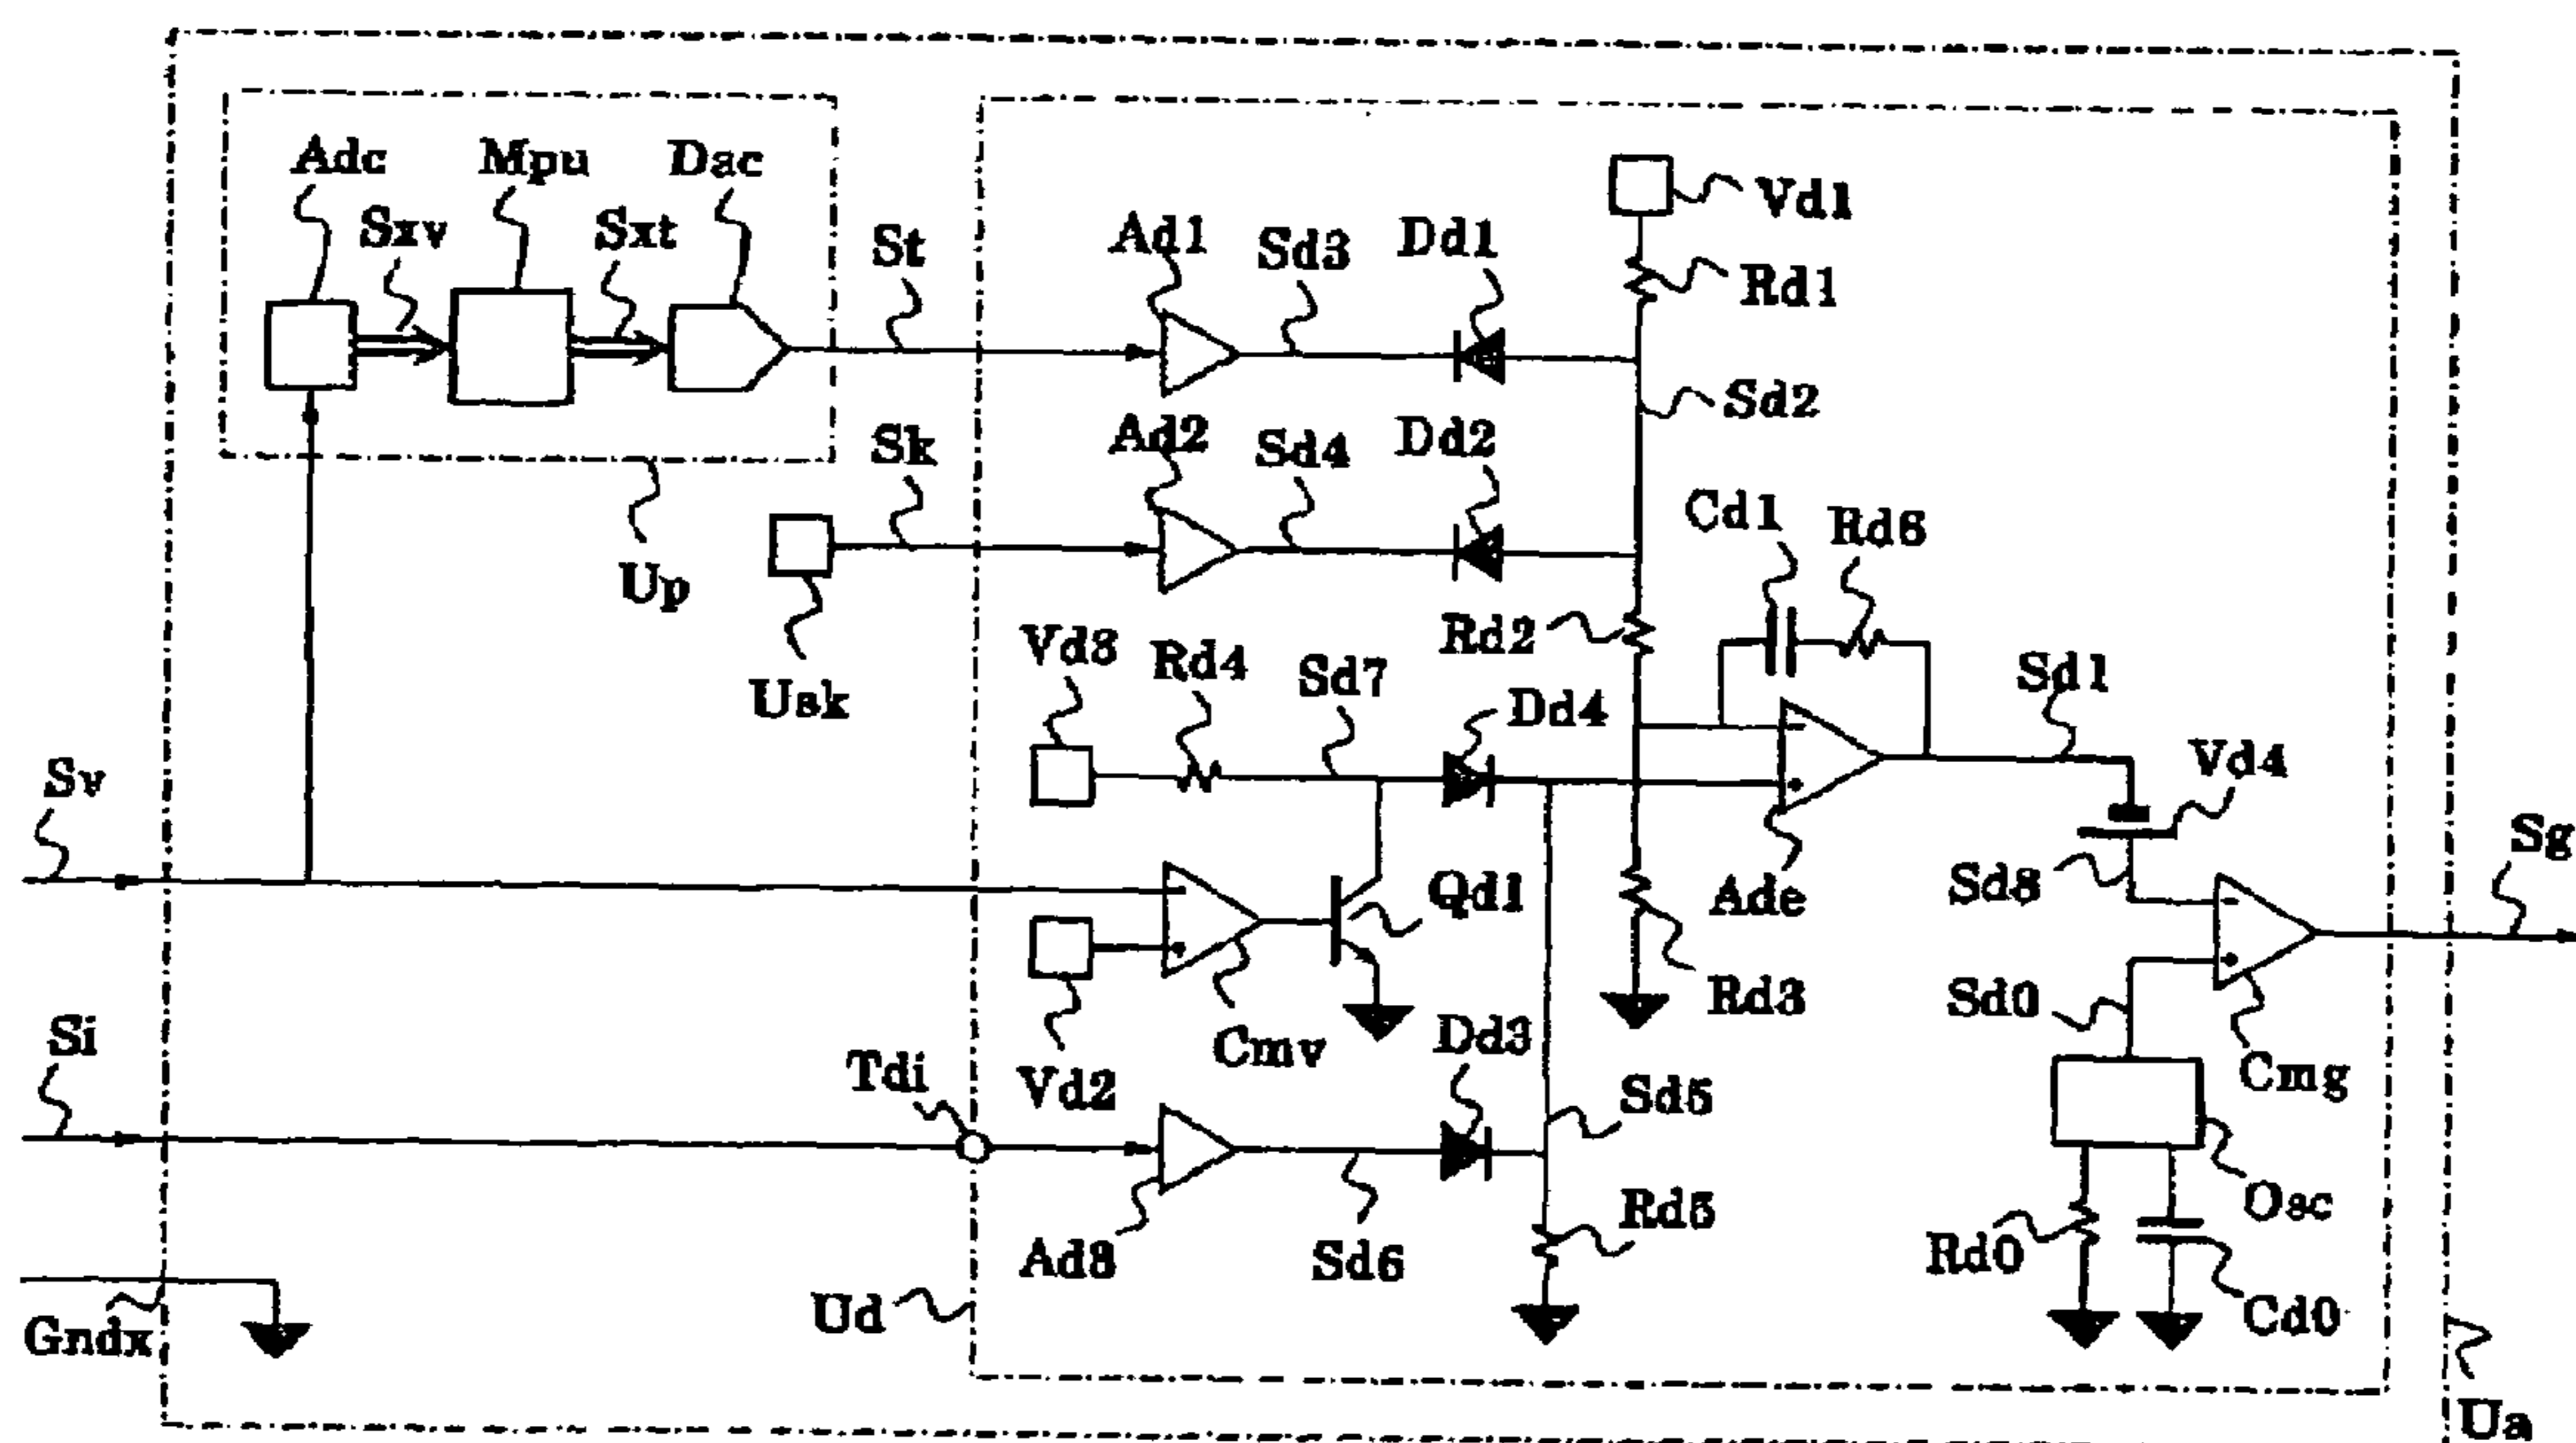 Adc
Mpu
Dac
Sxv
Sxt
St
Ad1
Sd3
Dd1
Vd1
Rd1
Sd2
Sk
Ad2
Sd4
Dd2
Up
Usk
Cd1
Rd6
Rd2
Vd3
Rd4
Sd7
Dd4
Sd1
Vd4
Sv
Sg
Qd1
Ade
Sd8
Rd3
Sd0
Si
Cmv
Dd3
Cmg
Tdi
Vd2
Sd5
Osc
Rd5
Ad3
Sd6
Rd0
Ud
Cd0
Gndx
Ua